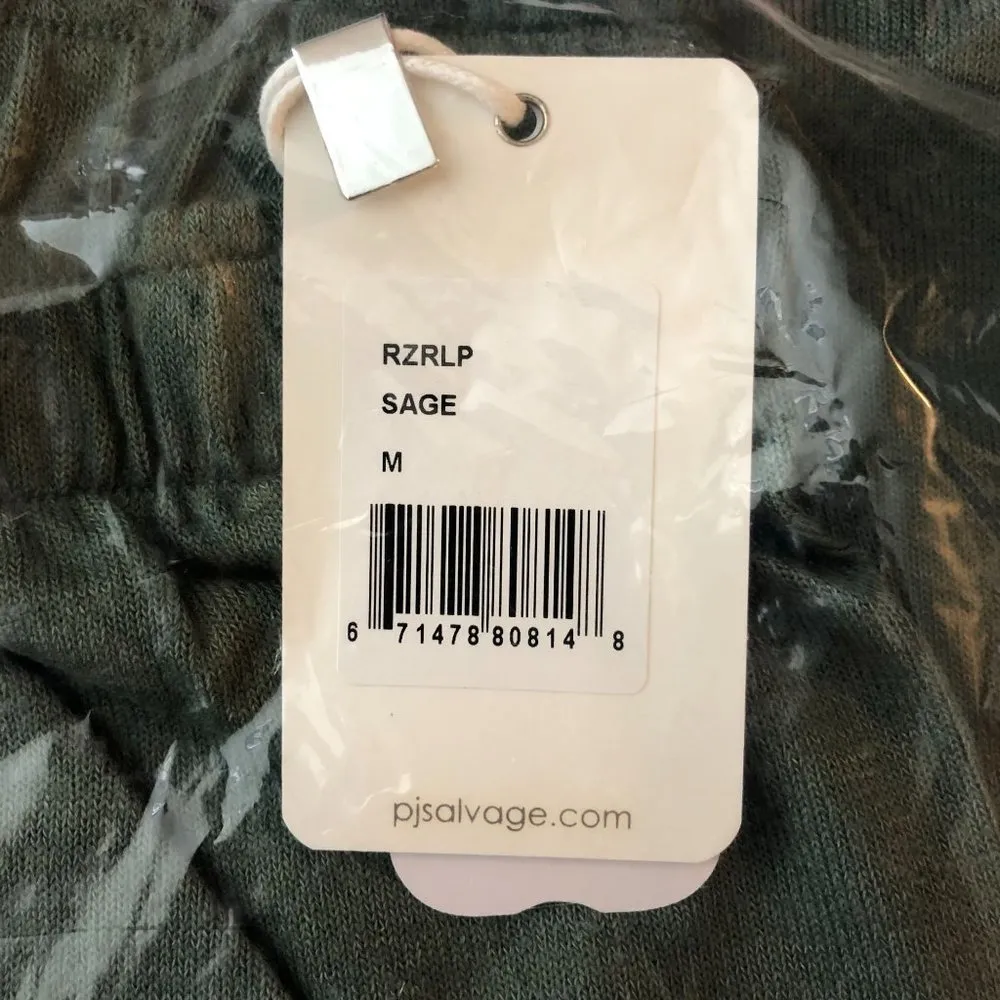 RZRLP
SAGE
M
6 71478 80814 8
pjsalvage.com